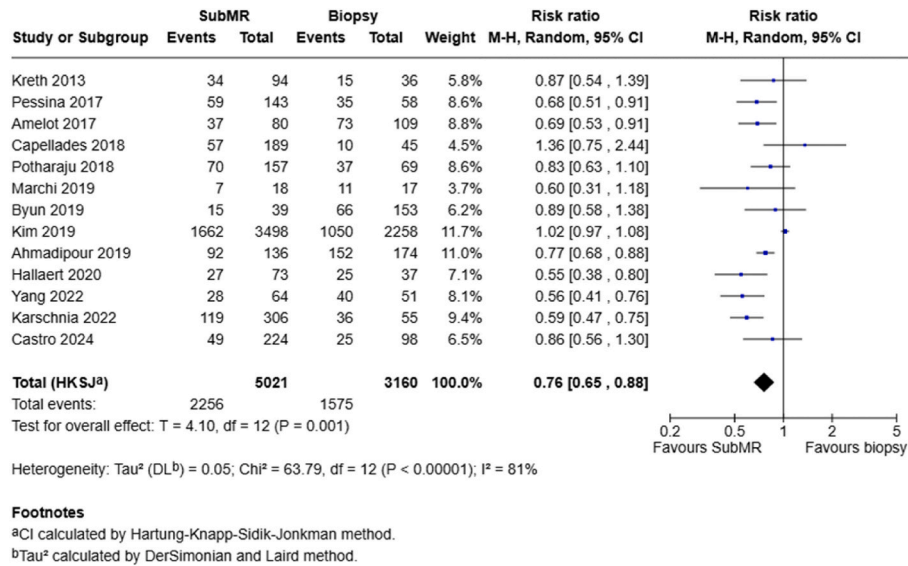 SubMR Biopsy Risk ratio Risk ratio
Study or Subgroup Events Total Events Total Weight M-H, Random, 95% CI M-H, Random, 95% CI
Kreth 2013 34 94 15 36 5.8% 0.87 [0.54 , 1.39]
Pessina 2017 59 143 35 58 8.6% 0.68 [0.51 , 0.91]
Amelot 2017 37 80 73 109 8.8% 0.69 [0.53 , 0.91]
Capellades 2018 57 189 10 45 4.5% 1.36 [0.75 , 2.44]
Potharaju 2018 70 157 37 69 8.8% 0.83 [0.63 , 1.10]
Marchi 2019 7 18 11 17 3.7% 0.60 [0.31 , 1.18]
Byun 2019 15 39 66 153 6.2% 0.89 [0.58 , 1.38]
Kim 2019 1662 3498 1050 2258 11.7% 1.02 [0.97 , 1.08]
Ahmadipour 2019 92 136 152 174 11.0% 0.77 [0.68 , 0.88]
Hallaert 2020 27 73 25 37 7.1% 0.55 [0.38 , 0.80]
Yang 2022 28 64 40 51 8.1% 0.56 [0.41 , 0.76]
Karschnia 2022 119 306 36 55 9.4% 0.59 [0.47 , 0.75]
Castro 2024 49 224 25 98 6.5% 0.86 [0.56 , 1.30]
Total (HKSJᵃ) 5021 3160 100.0% 0.76 [0.65 , 0.88]
Total events: 2256 1575
Test for overall effect: T = 4.10, df = 12 (P = 0.001)
0.2 0.5 1 2 5
Favours SubMR Favours biopsy
Heterogeneity: Tau² (DLᵇ) = 0.05; Chi² = 63.79, df = 12 (P < 0.00001); I² = 81%
Footnotes
ᵃCI calculated by Hartung-Knapp-Sidik-Jonkman method.
ᵇTau² calculated by DerSimonian and Laird method.